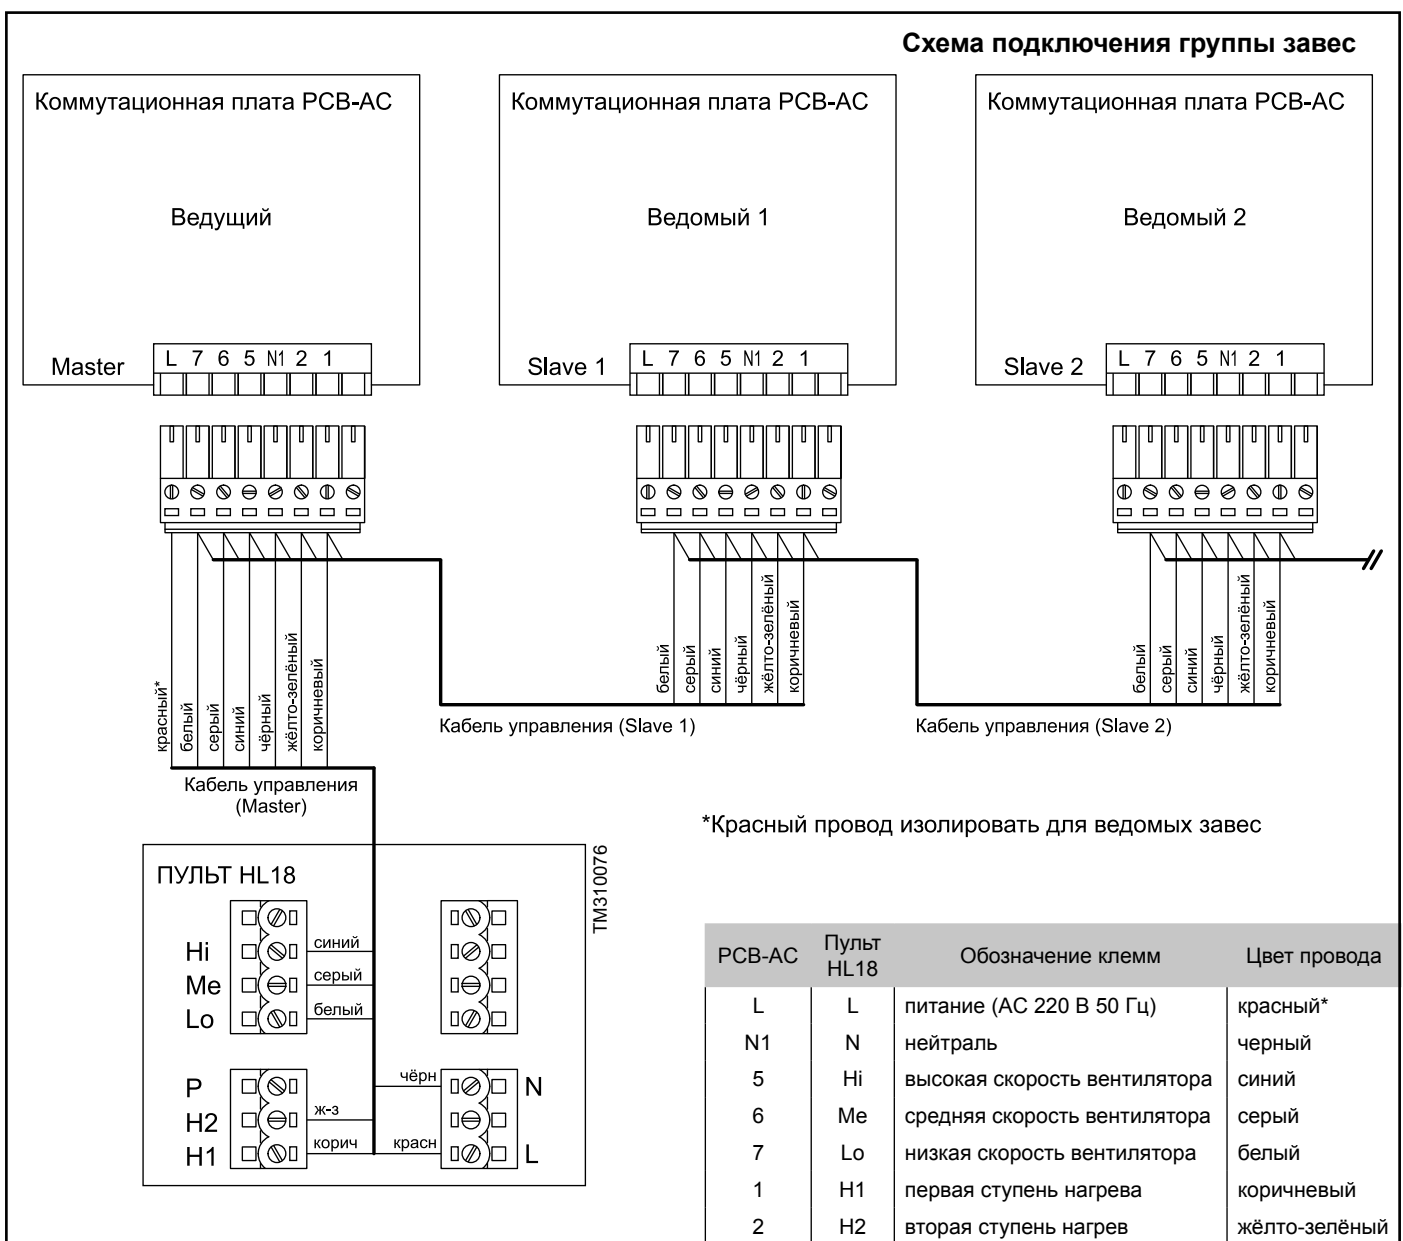 Схема подключения группы завес
Коммутационная плата PCB-AC
Ведущий
Master
L 7 6 5 N1 2 1
Коммутационная плата PCB-AC
Ведомый 1
Slave 1
L 7 6 5 N1 2 1
Коммутационная плата PCB-AC
Ведомый 2
Slave 2
L 7 6 5 N1 2 1
красный*
белый
серый
синий
чёрный
жёлто-зелёный
коричневый
Кабель управления
(Master)
белый
серый
синий
чёрный
жёлто-зелёный
коричневый
Кабель управления (Slave 1)
белый
серый
синий
чёрный
жёлто-зелёный
коричневый
Кабель управления (Slave 2)
*Красный провод изолировать для ведомых завес
ПУЛЬТ HL18
TM310076
Hi синий
Me серый
Lo белый
P чёрн N
H2 ж-з
H1 корич красн L
PCB-AC Пульт HL18 Обозначение клемм Цвет провода
L L питание (AC 220 В 50 Гц) красный*
N1 N нейтраль черный
5 Hi высокая скорость вентилятора синий
6 Me средняя скорость вентилятора серый
7 Lo низкая скорость вентилятора белый
1 H1 первая ступень нагрева коричневый
2 H2 вторая ступень нагрев жёлто-зелёный